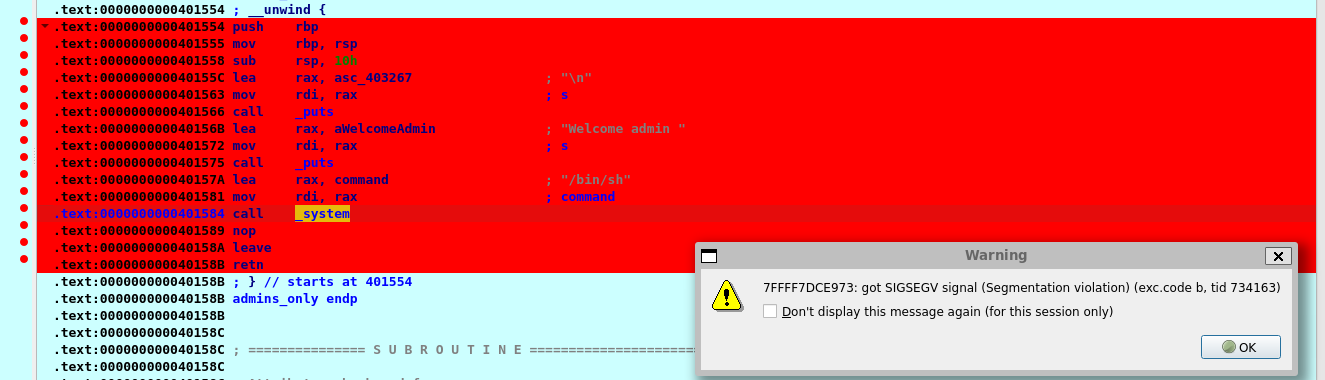 .text:0000000000401554 ; __unwind {
.text:0000000000401554 push rbp
.text:0000000000401555 mov rbp, rsp
.text:0000000000401558 sub rsp, 10h
.text:000000000040155C lea rax, asc_403267 ; "\n"
.text:0000000000401563 mov rdi, rax ; s
.text:0000000000401566 call _puts
.text:000000000040156B lea rax, aWelcomeAdmin ; "Welcome admin "
.text:0000000000401572 mov rdi, rax ; s
.text:0000000000401575 call _puts
.text:000000000040157A lea rax, command ; "/bin/sh"
.text:0000000000401581 mov rdi, rax ; command
.text:0000000000401584 call _system
.text:0000000000401589 nop
.text:000000000040158A leave
.text:000000000040158B retn
.text:000000000040158B ; } // starts at 401554
.text:000000000040158B admins_only endp
.text:000000000040158B
.text:000000000040158C
.text:000000000040158C ; =============== S U B R O U T I N E =====================
.text:000000000040158C
Warning
7FFFF7DCE973: got SIGSEGV signal (Segmentation violation) (exc.code b, tid 734163)
Don't display this message again (for this session only)
OK